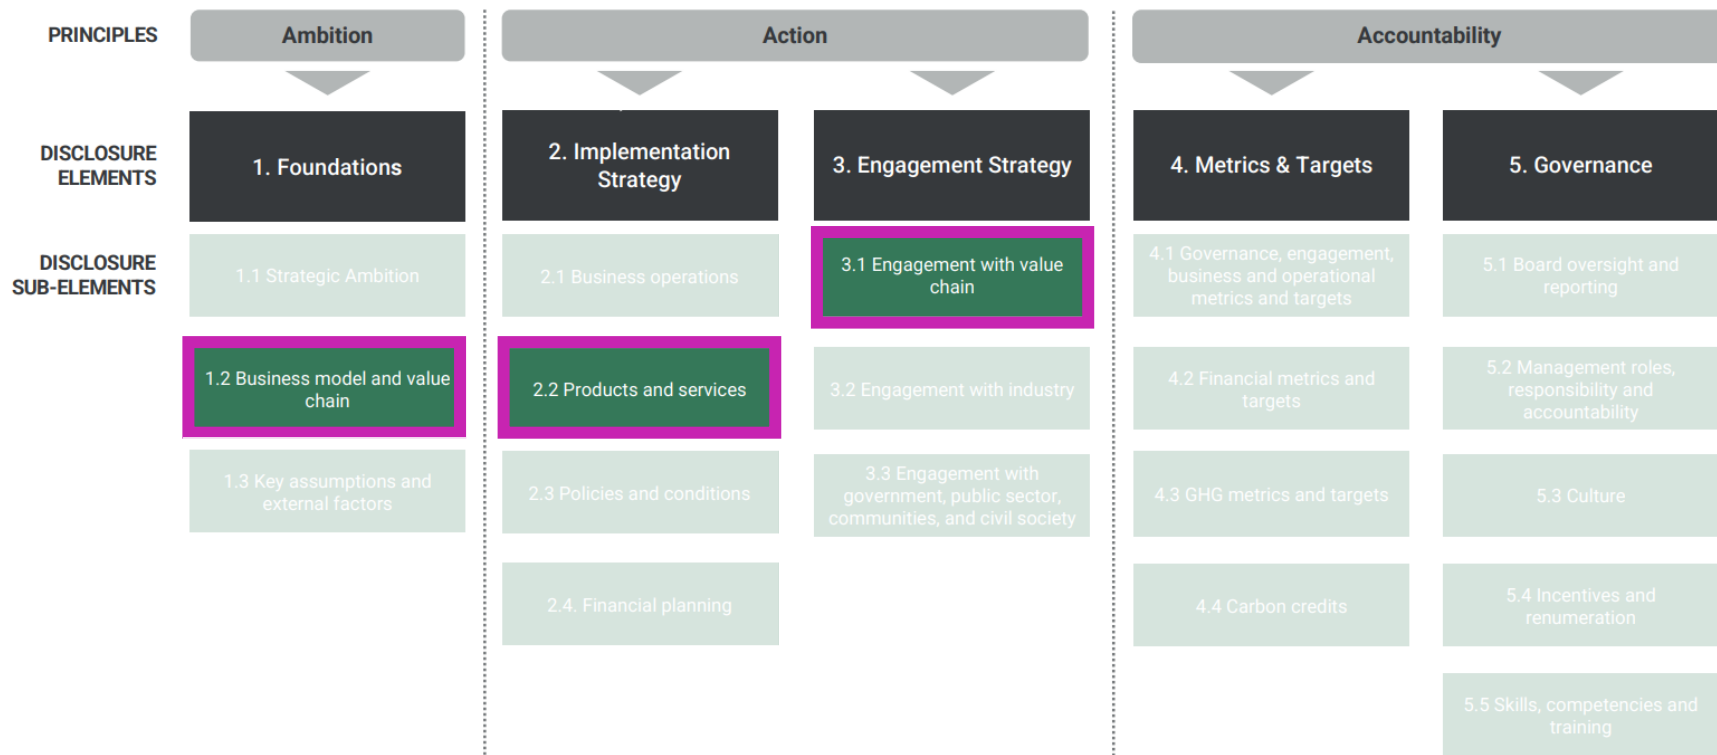 PRINCIPLES
Ambition
Action
Accountability
DISCLOSURE
ELEMENTS
1. Foundations
2. Implementation
Strategy
3. Engagement Strategy
4. Metrics & Targets
5. Governance
DISCLOSURE
SUB-ELEMENTS
1.1 Strategic Ambition
2.1 Business operations
3.1 Engagement with value
chain
4.1 Governance, engagement,
business and operational
metrics and targets
5.1 Board oversight and
reporting
1.2 Business model and value
chain
2.2 Products and services
3.2 Engagement with industry
4.2 Financial metrics and
targets
5.2 Management roles,
responsibility and
accountability
1.3 Key assumptions and
external factors
2.3 Policies and conditions
3.3 Engagement with
government, public sector,
communities, and civil society
4.3 GHG metrics and targets
5.3 Culture
2.4. Financial planning
4.4 Carbon credits
5.4 Incentives and
renumeration
5.5 Skills, competencies and
training